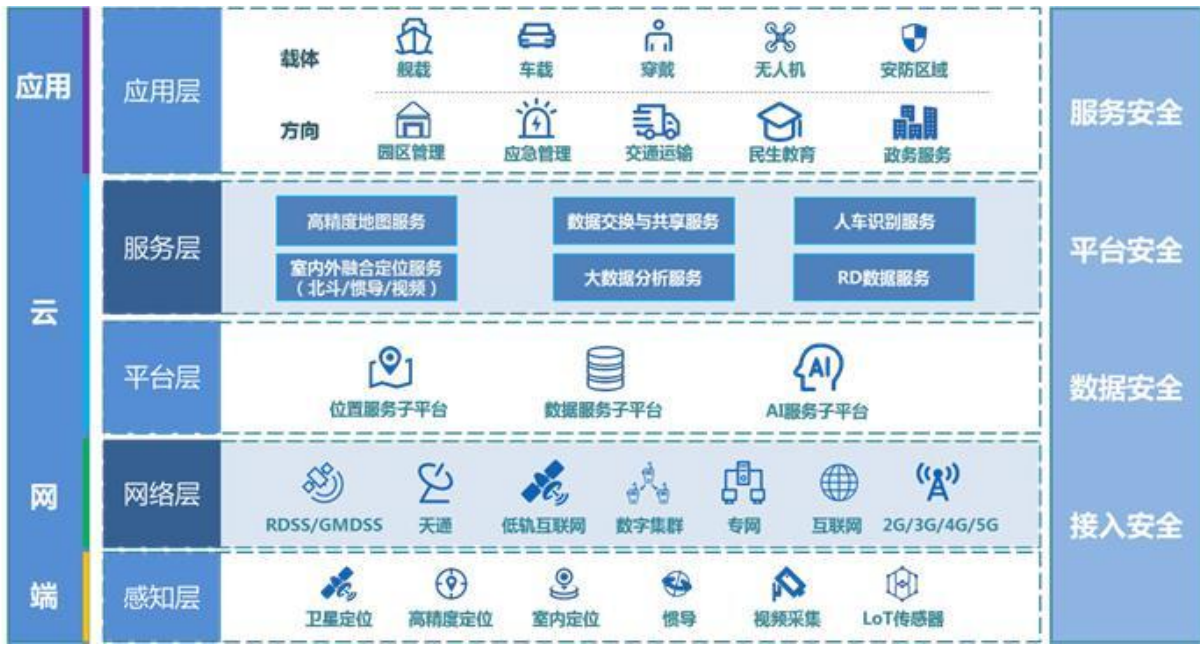 应用
云
网
端
应用层
载体
舰载
车载
穿戴
无人机
安防区域
方向
园区管理
应急管理
交通运输
民生教育
政务服务
服务层
高精度地图服务
数据交换与共享服务
人车识别服务
室内外融合定位服务
（北斗/惯导/视频）
大数据分析服务
RD数据服务
平台层
位置服务子平台
数据服务子平台
AI
AI服务子平台
网络层
RDSS/GMDSS
天通
低轨互联网
数字集群
专网
互联网
2G/3G/4G/5G
感知层
卫星定位
高精度定位
室内定位
惯导
视频采集
LoT传感器
服务安全
平台安全
数据安全
接入安全